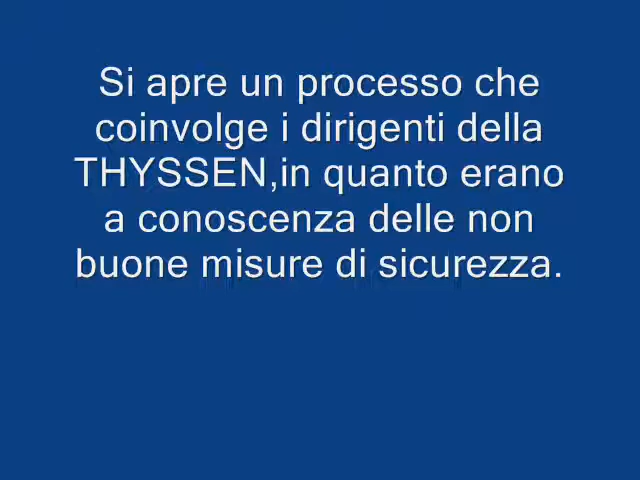 Si apre un processo che
coinvolge i dirigenti della
THYSSEN,in quanto erano
a conoscenza delle non
buone misure di sicurezza.